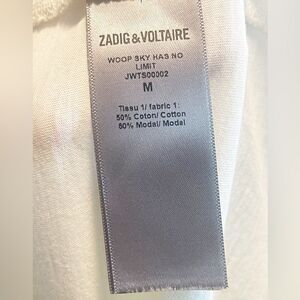 ZADIG & VOLTAIRE
WOOP SKY HAS NO
LIMIT
JWTS00002
M
Tissu 1/ fabric 1:
50% Coton/ Cotton
50% Modal/ Modal